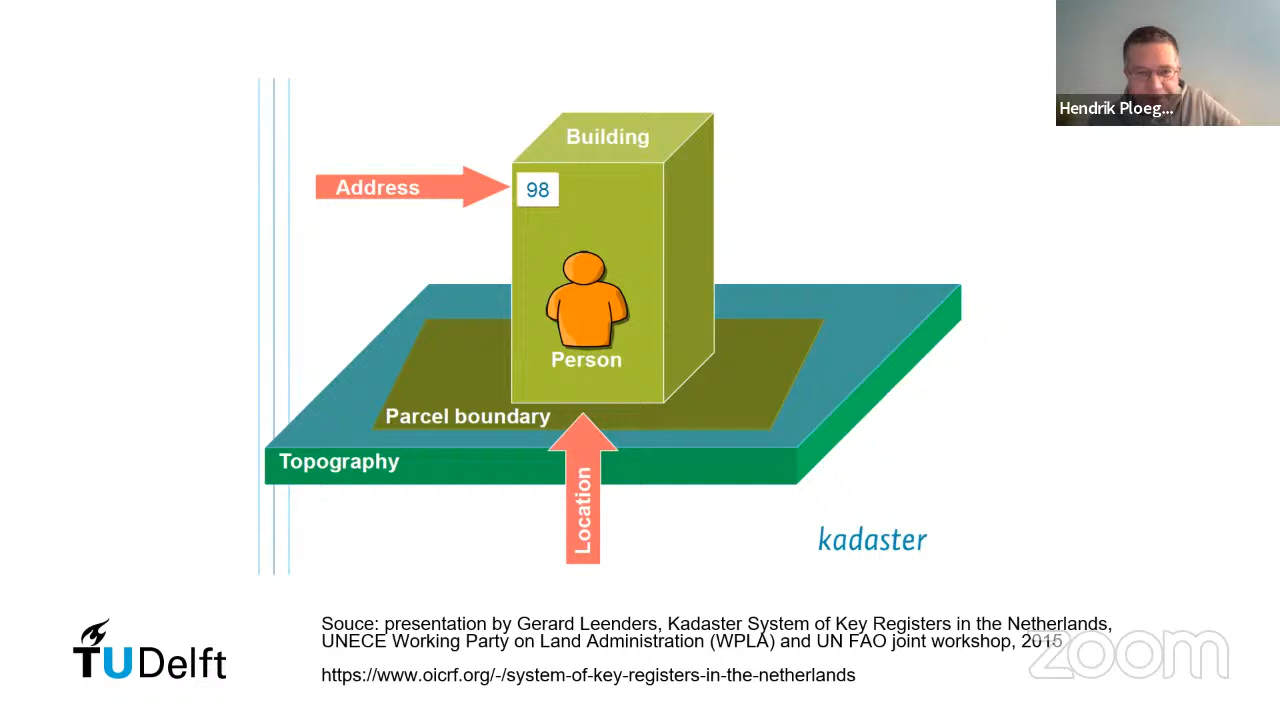 Hendrik Ploeg...
Building
Address
98
Person
Parcel boundary
Topography
Location
kadaster
TU Delft
Souce: presentation by Gerard Leenders, Kadaster System of Key Registers in the Netherlands,
UNECE Working Party on Land Administration (WPLA) and UN FAO joint workshop, 2015
https://www.oicrf.org/-/system-of-key-registers-in-the-netherlands
zoom